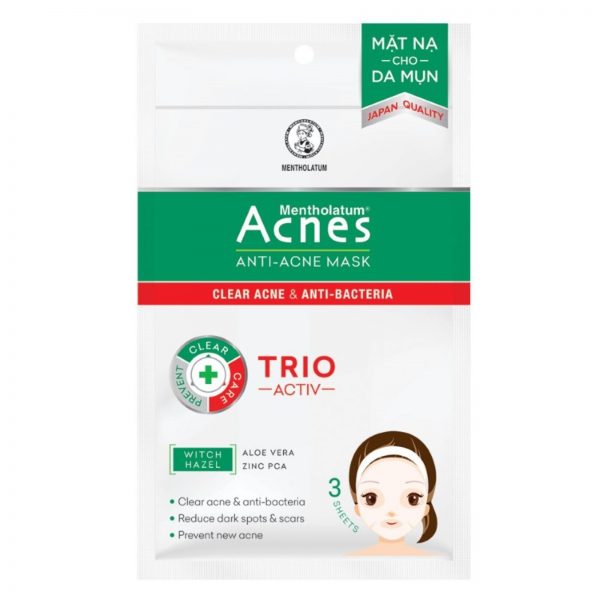 MẶT NẠ
CHO
DA MỤN
JAPAN QUALITY
MENTHOLATUM
Mentholatum®
Acnes
ANTI-ACNE MASK
CLEAR ACNE & ANTI-BACTERIA
CLEAR
CARE
PREVENT
TRIO
ACTIV
WITCH HAZEL
ALOE VERA
ZINC PCA
• Clear acne & anti-bacteria
• Reduce dark spots & scars
• Prevent new acne
3 SHEETS